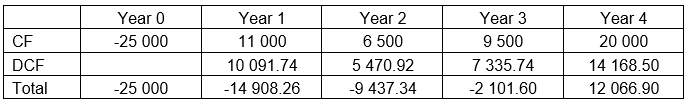 Year 0 Year 1 Year 2 Year 3 Year 4
CF -25 000 11 000 6 500 9 500 20 000
DCF 10 091.74 5 470.92 7 335.74 14 168.50
Total -25 000 -14 908.26 -9 437.34 -2 101.60 12 066.90